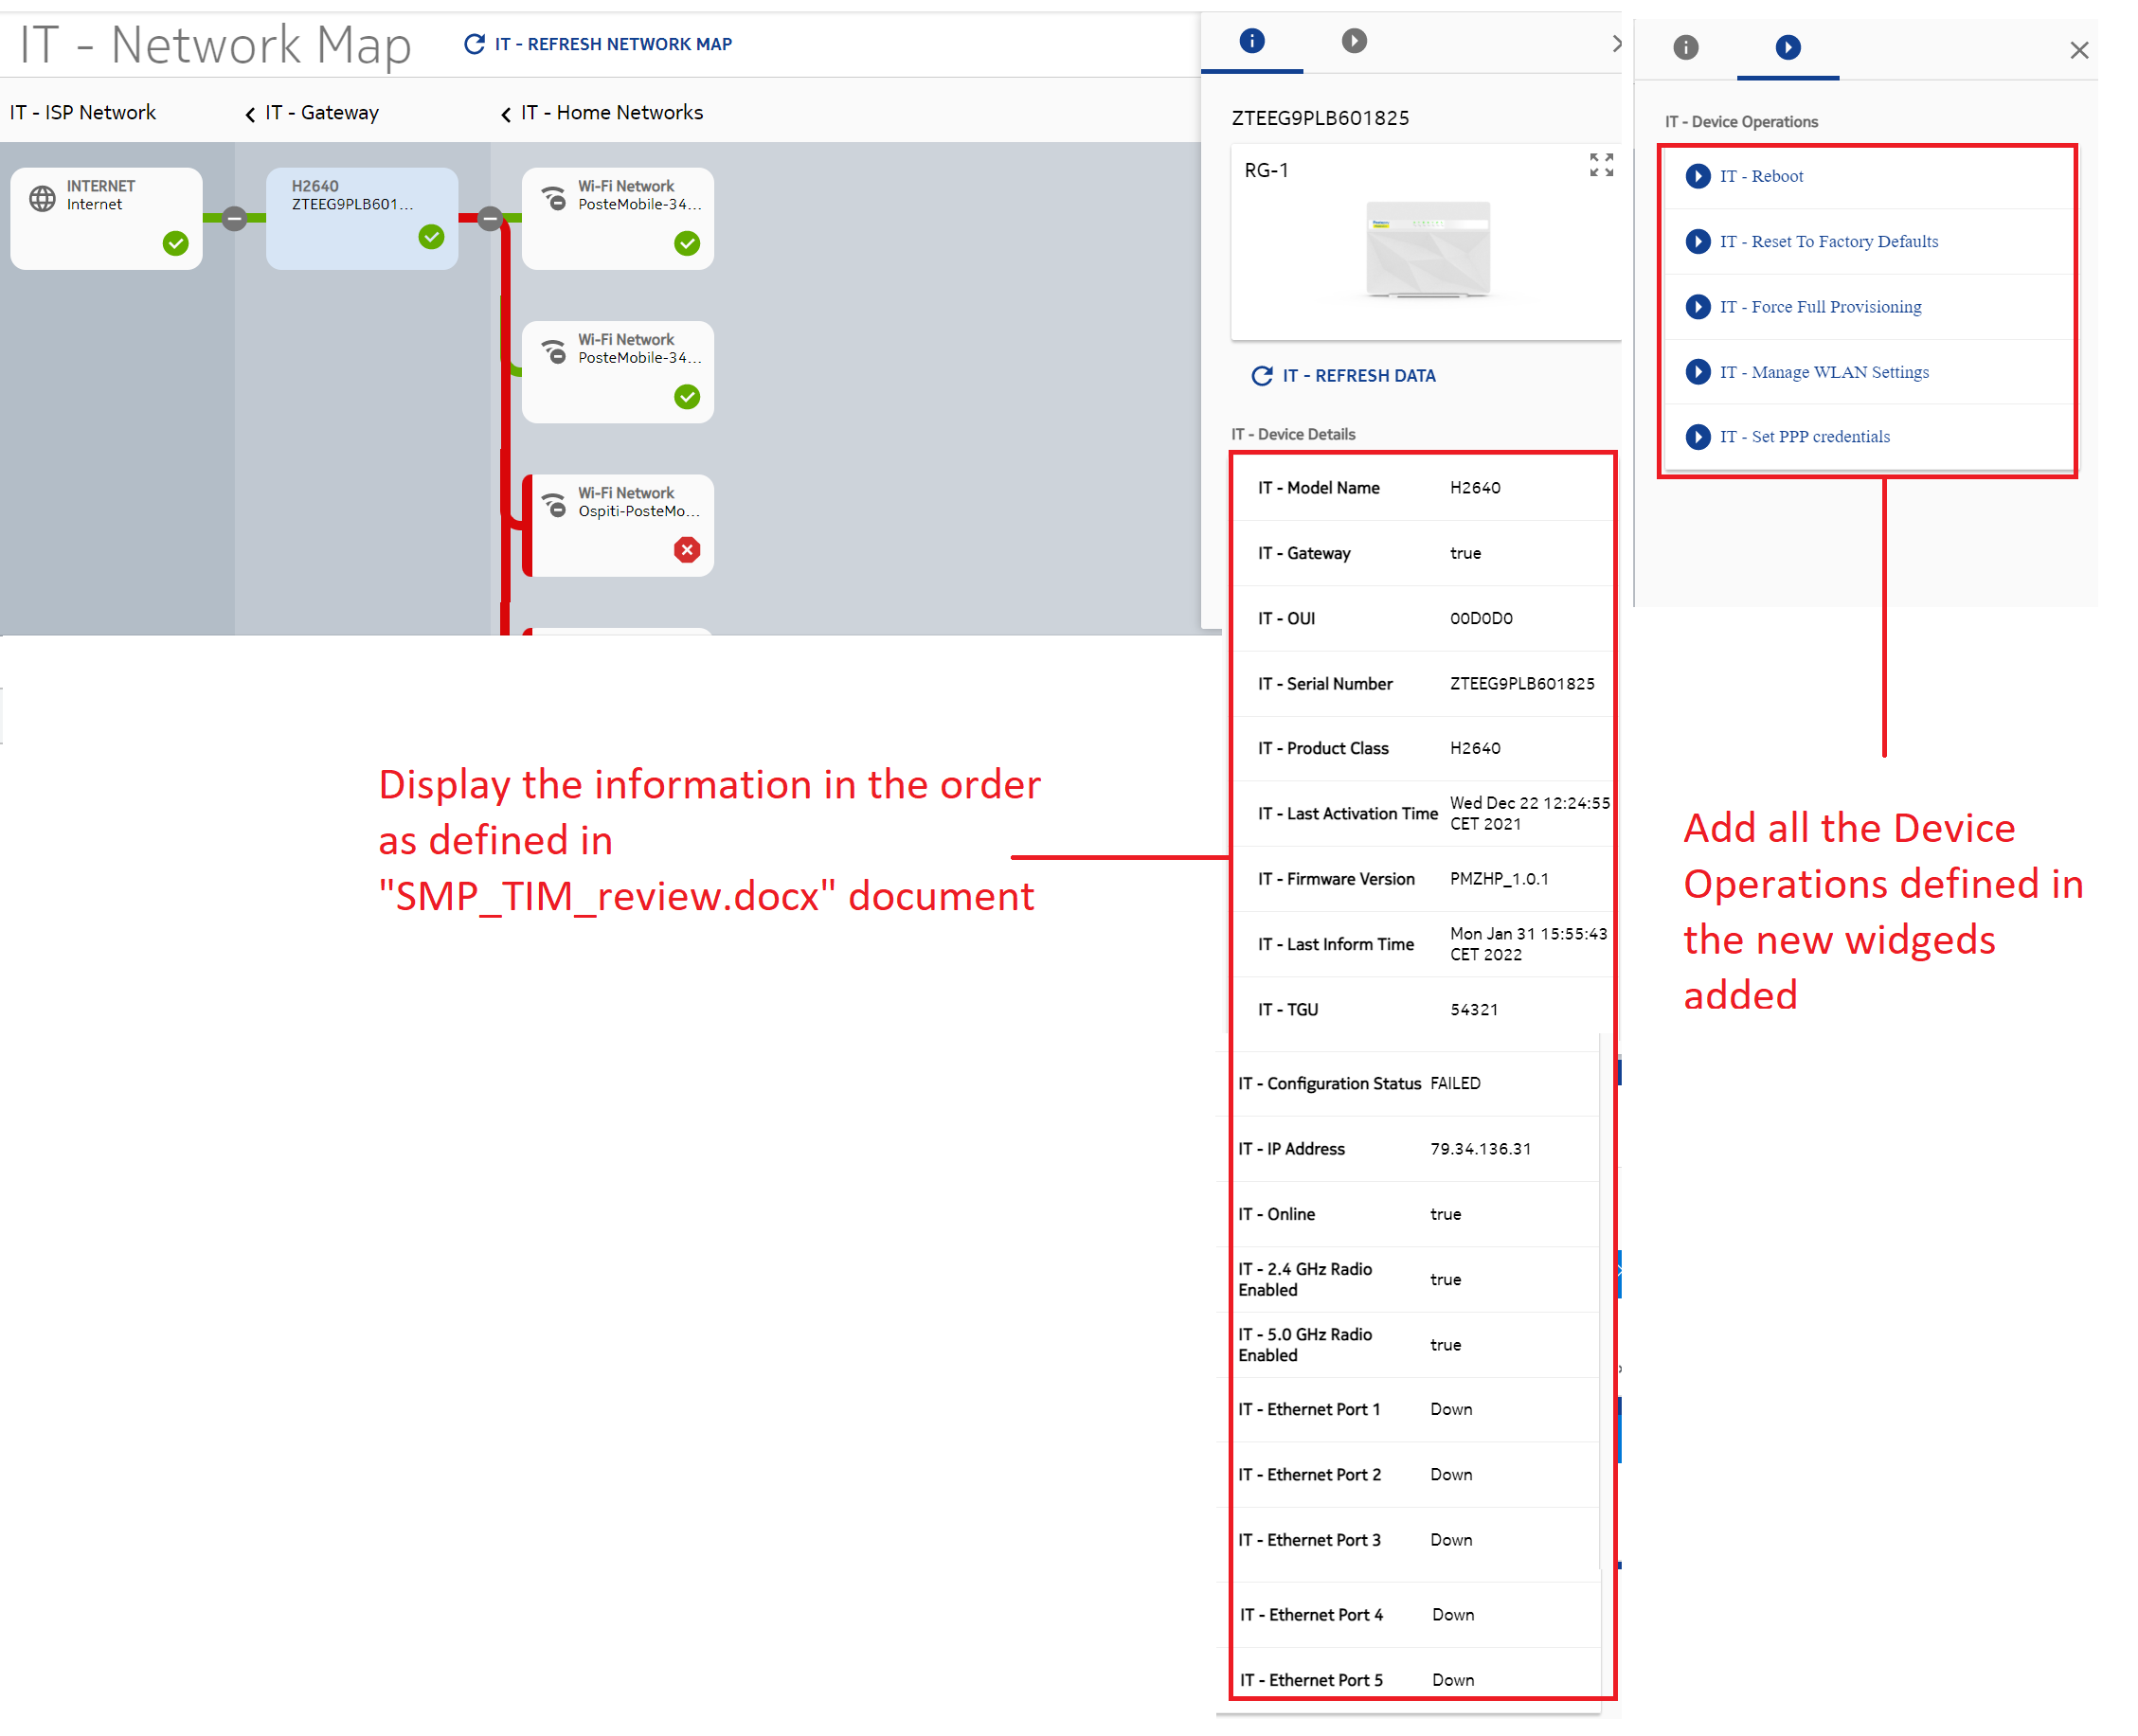 IT - Network Map
IT - REFRESH NETWORK MAP
IT - ISP Network
IT - Gateway
IT - Home Networks
INTERNET
Internet
H2640
ZTEEG9PLB601...
Wi-Fi Network
PosteMobile-34...
Wi-Fi Network
PosteMobile-34...
Wi-Fi Network
Ospiti-PosteMo...
ZTEEG9PLB601825
RG-1
IT - REFRESH DATA
IT - Device Details
IT - Model Name H2640
IT - Gateway true
IT - OUI 00D0D0
IT - Serial Number ZTEEG9PLB601825
IT - Product Class H2640
IT - Last Activation Time Wed Dec 22 12:24:55
CET 2021
IT - Firmware Version PMZHP_1.0.1
IT - Last Inform Time Mon Jan 31 15:55:43
CET 2022
IT - TGU 54321
IT - Configuration Status FAILED
IT - IP Address 79.34.136.31
IT - Online true
IT - 2.4 GHz Radio
Enabled true
IT - 5.0 GHz Radio
Enabled true
IT - Ethernet Port 1 Down
IT - Ethernet Port 2 Down
IT - Ethernet Port 3 Down
IT - Ethernet Port 4 Down
IT - Ethernet Port 5 Down
IT - Device Operations
IT - Reboot
IT - Reset To Factory Defaults
IT - Force Full Provisioning
IT - Manage WLAN Settings
IT - Set PPP credentials
Display the information in the order
as defined in
"SMP_TIM_review.docx" document
Add all the Device
Operations defined in
the new widgeds
added